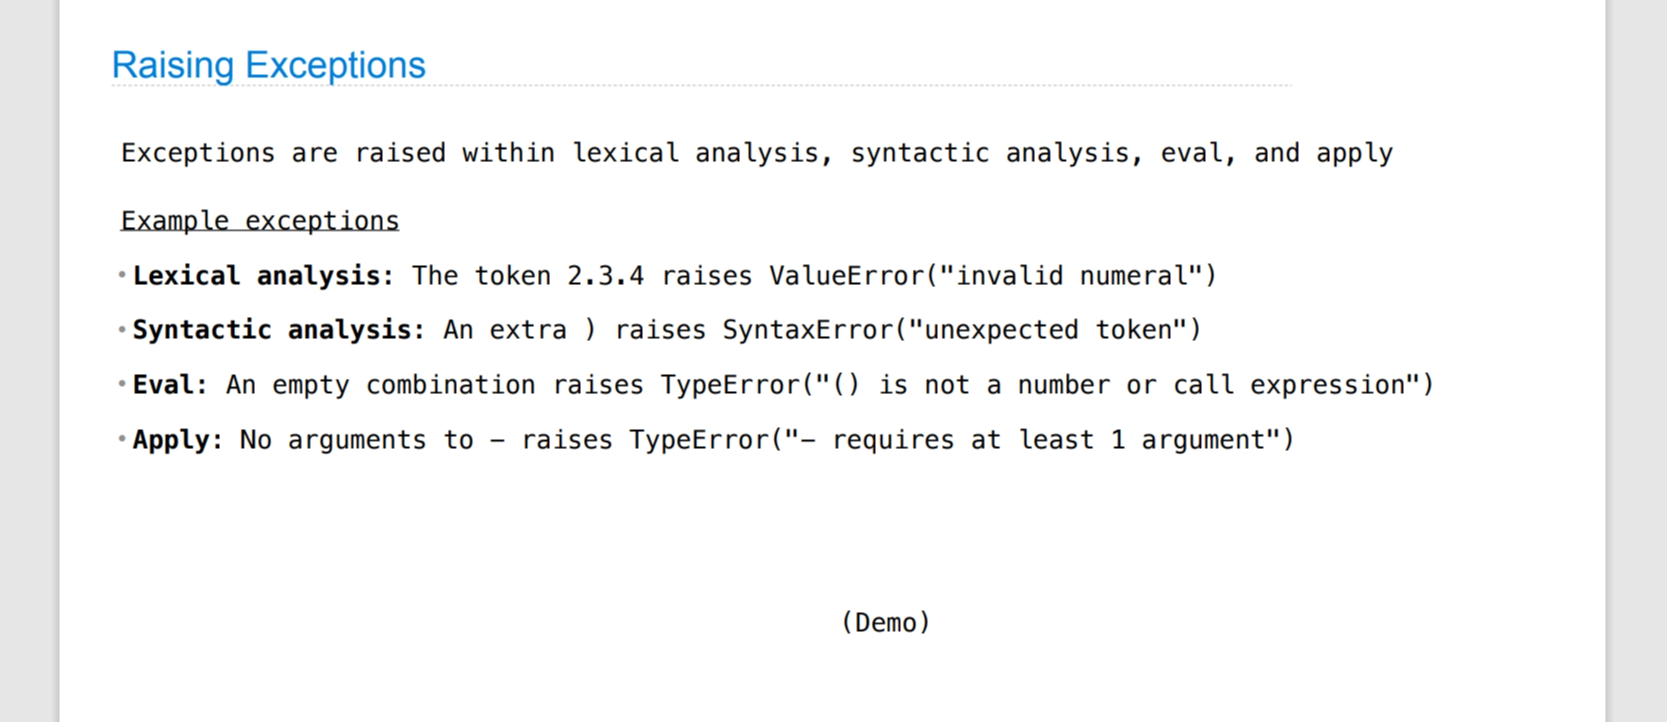 Raising Exceptions
Exceptions are raised within lexical analysis, syntactic analysis, eval, and apply
Example exceptions
•Lexical analysis: The token 2.3.4 raises ValueError("invalid numeral")
•Syntactic analysis: An extra ) raises SyntaxError("unexpected token")
•Eval: An empty combination raises TypeError("() is not a number or call expression")
•Apply: No arguments to – raises TypeError("– requires at least 1 argument")
(Demo)